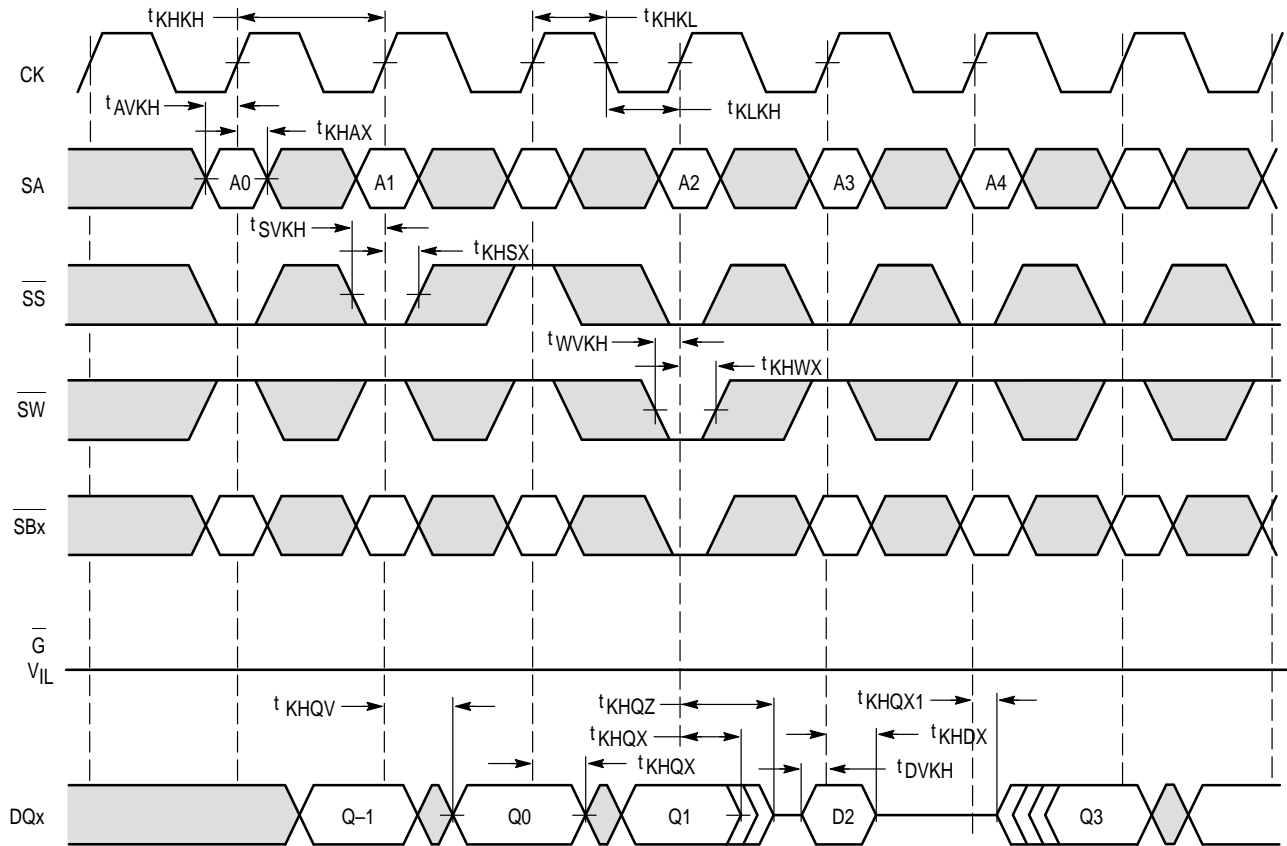 tKHKH
tKHKL
CK
tAVKH
tKHAX
tKLKH
SA
A0
A1
A2
A3
A4
tSVKH
tKHSX
SS
tWVKH
tKHWX
SW
SBx
G
VIL
tKHQV
tKHQZ
tKHQX1
tKHQX
tKHDX
tKHQX
tDVKH
DQx
Q–1
Q0
Q1
D2
Q3